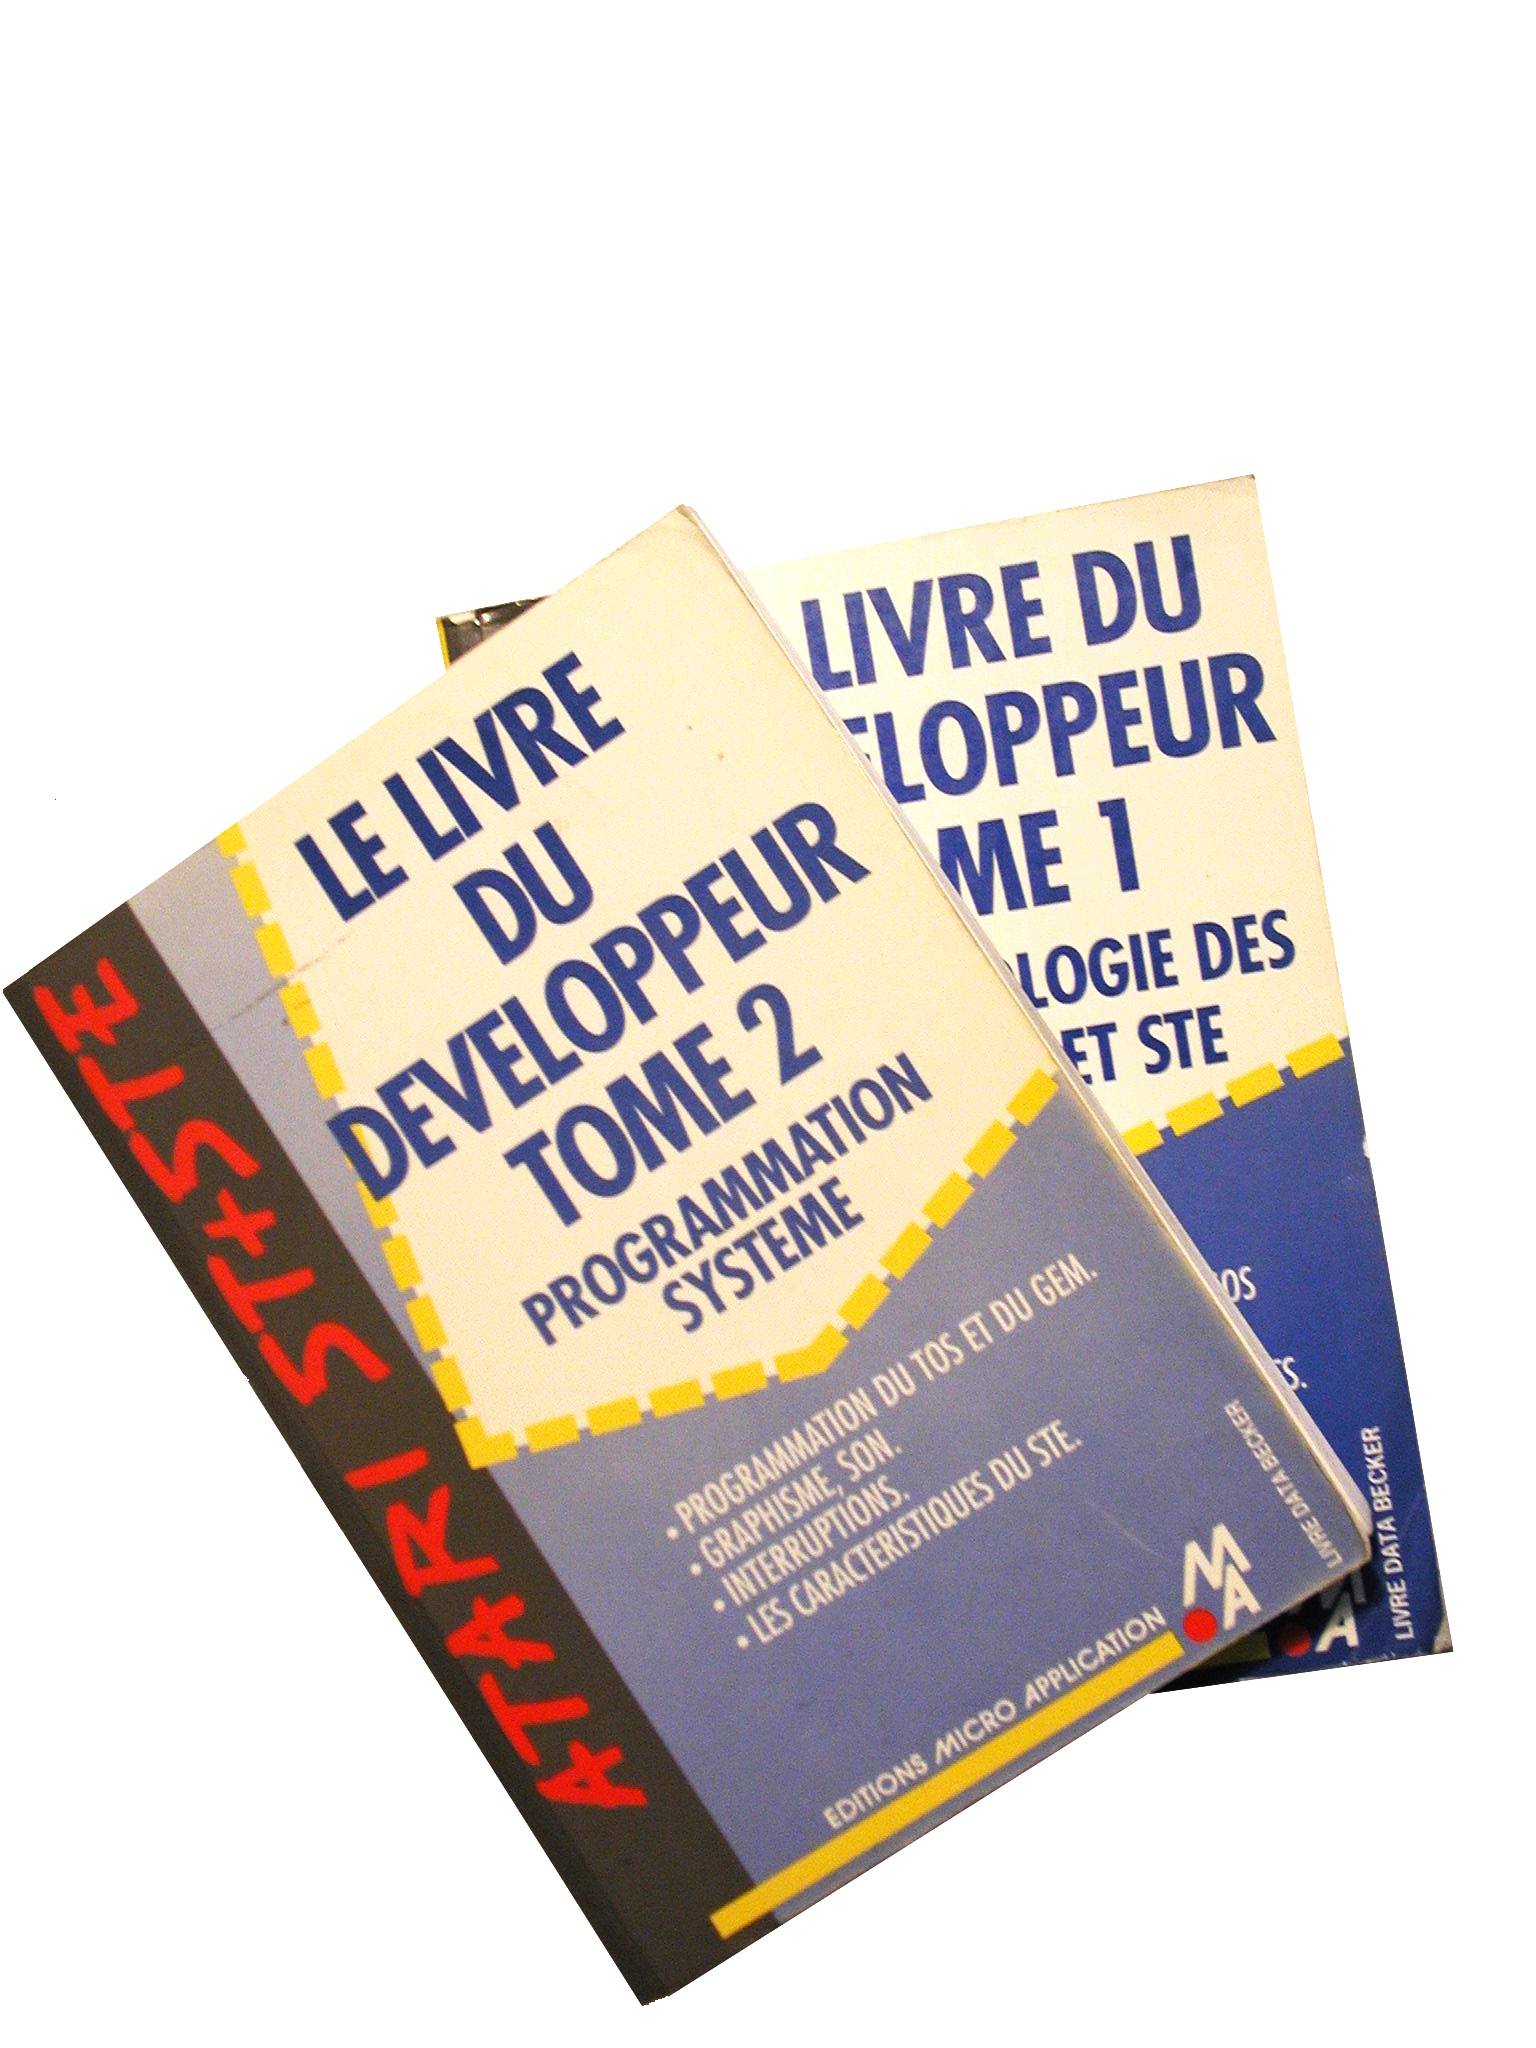 ATARI ST+STE
LE LIVRE
DU
DEVELOPPEUR
TOME 2
PROGRAMMATION
SYSTEME
• PROGRAMMATION DU TOS ET DU GEM.
• GRAPHISME, SON.
• INTERRUPTIONS.
• LES CARACTERISTIQUES DU STE.
EDITIONS MICRO APPLICATION
MA
LIVRE DATA BECKER
LIVRE DU
ELOPPEUR
ME 1
LOGIE DES
ET STE
OS
S.
MA
LIVRE DATA BECKER